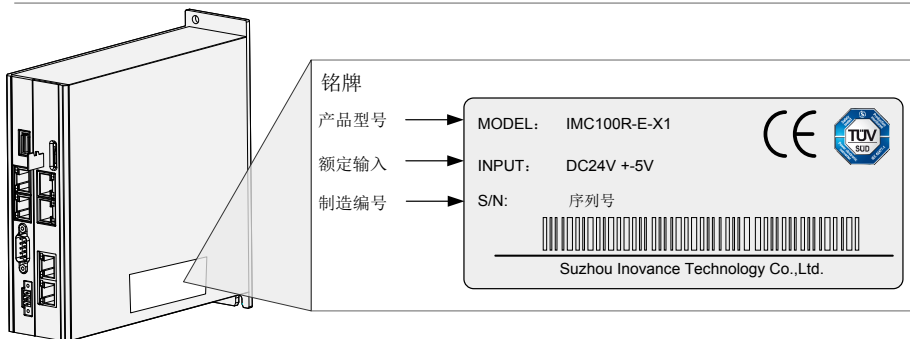 铭牌
产品型号
MODEL： IMC100R-E-X1
额定输入
INPUT： DC24V +-5V
制造编号
S/N: 序列号
CE
TÜV
SÜD
Suzhou Inovance Technology Co.,Ltd.